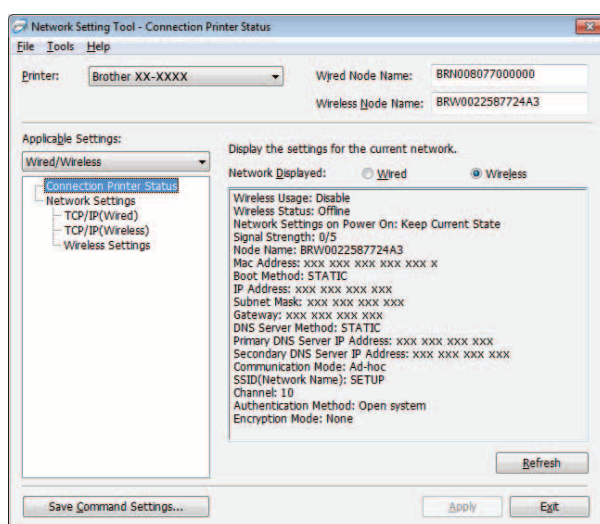 Network Setting Tool - Connection Printer Status
File Tools Help
Printer: Brother XX-XXXX Wired Node Name: BRN008077000000
Wireless Node Name: BRW0022587724A3
Applicable Settings:
Wired/Wireless
Connection Printer Status
Network Settings
TCP/IP(Wired)
TCP/IP(Wireless)
Wireless Settings
Display the settings for the current network.
Network Displayed: Wired Wireless
Wireless Usage: Disable
Wireless Status: Offline
Network Settings on Power On: Keep Current State
Signal Strength: 0/5
Node Name: BRW0022587724A3
Mac Address: xxx xxx xxx xxx xxx x
Boot Method: STATIC
IP Address: xxx xxx xxx xxx
Subnet Mask: xxx xxx xxx xxx
Gateway: xxx xxx xxx xxx
DNS Server Method: STATIC
Primary DNS Server IP Address: xxx xxx xxx xxx
Secondary DNS Server IP Address: xxx xxx xxx xxx
Communication Mode: Ad-hoc
SSID(Network Name): SETUP
Channel: 10
Authentication Method: Open system
Encryption Mode: None
Refresh
Save Command Settings... Apply Exit